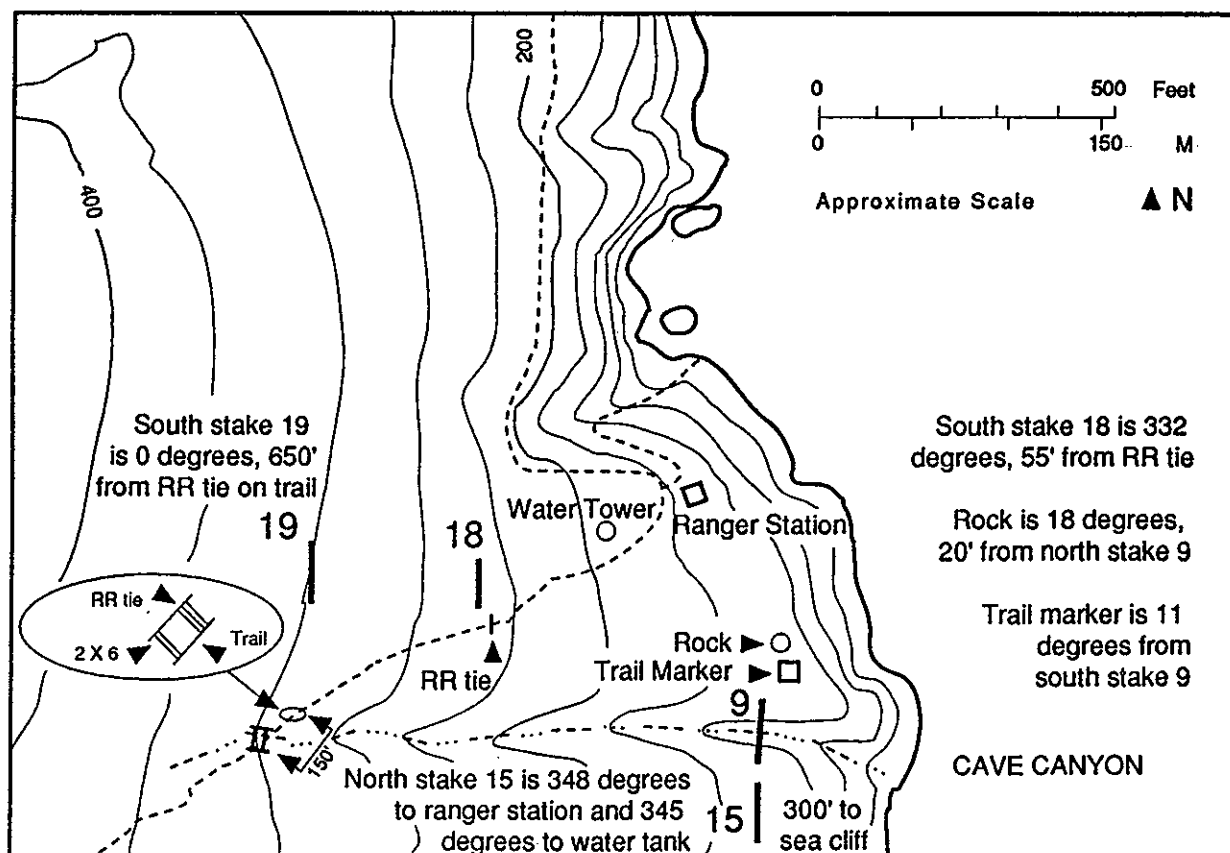 200
0 500 Feet
0 150 M
Approximate Scale
N
400
South stake 19
is 0 degrees, 650'
from RR tie on trail
19
18
Water Tower
Ranger Station
South stake 18 is 332
degrees, 55' from RR tie
Rock is 18 degrees,
20' from north stake 9
Trail marker is 11
degrees from
south stake 9
RR tie
2 X 6
Trail
RR tie
Rock
Trail Marker
9
150'
CAVE CANYON
North stake 15 is 348 degrees
to ranger station and 345
degrees to water tank
15
300' to
sea cliff